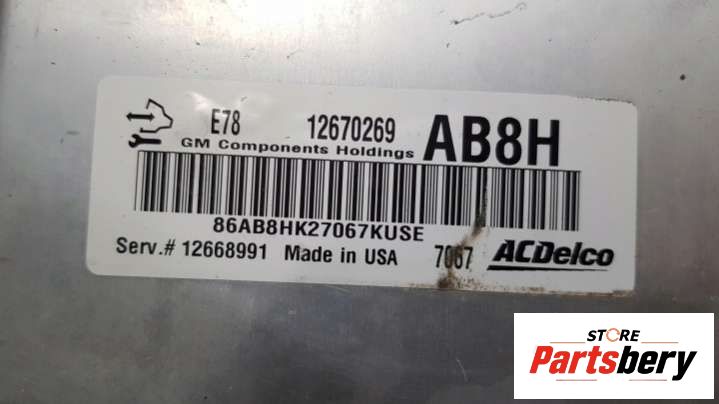 E78 12670269 AB8H
GM Components Holdings
86AB8HK27067KUSE
Serv.# 12668991 Made in USA 7067 ACDelco
STORE
Partsbery